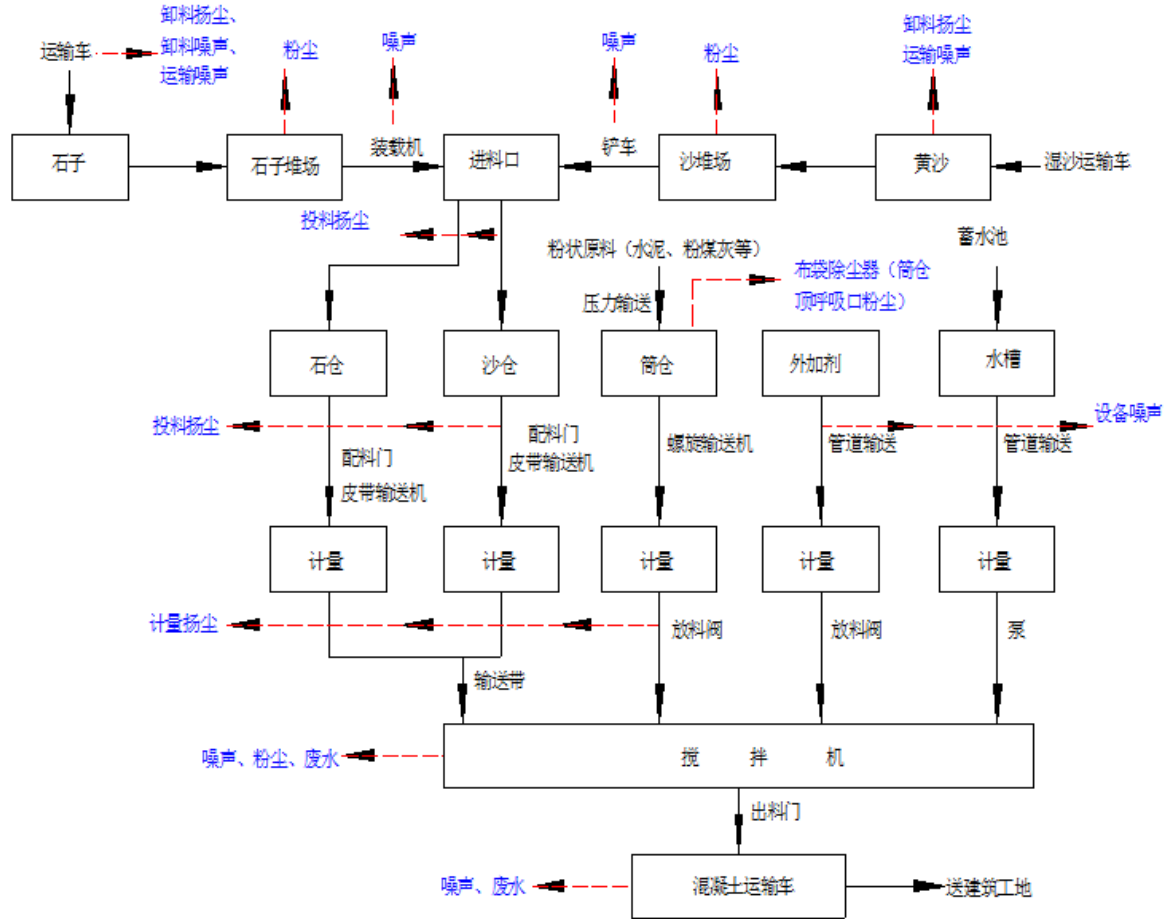 卸料扬尘、
卸料噪声、
运输噪声
运输车
粉尘
噪声
噪声
粉尘
卸料扬尘
运输噪声
石子
石子堆场
装载机
进料口
铲车
沙堆场
黄沙
湿沙运输车
投料扬尘
粉状原料（水泥、粉煤灰等）
蓄水池
压力输送
布袋除尘器（筒仓
顶呼吸口粉尘）
石仓
沙仓
筒仓
外加剂
水槽
投料扬尘
设备噪声
配料门
皮带输送机
配料门
皮带输送机
螺旋输送机
管道输送
管道输送
计量
计量
计量
计量
计量
计量扬尘
放料阀
放料阀
泵
输送带
噪声、粉尘、废水
搅拌机
出料门
噪声、废水
混凝土运输车
送建筑工地